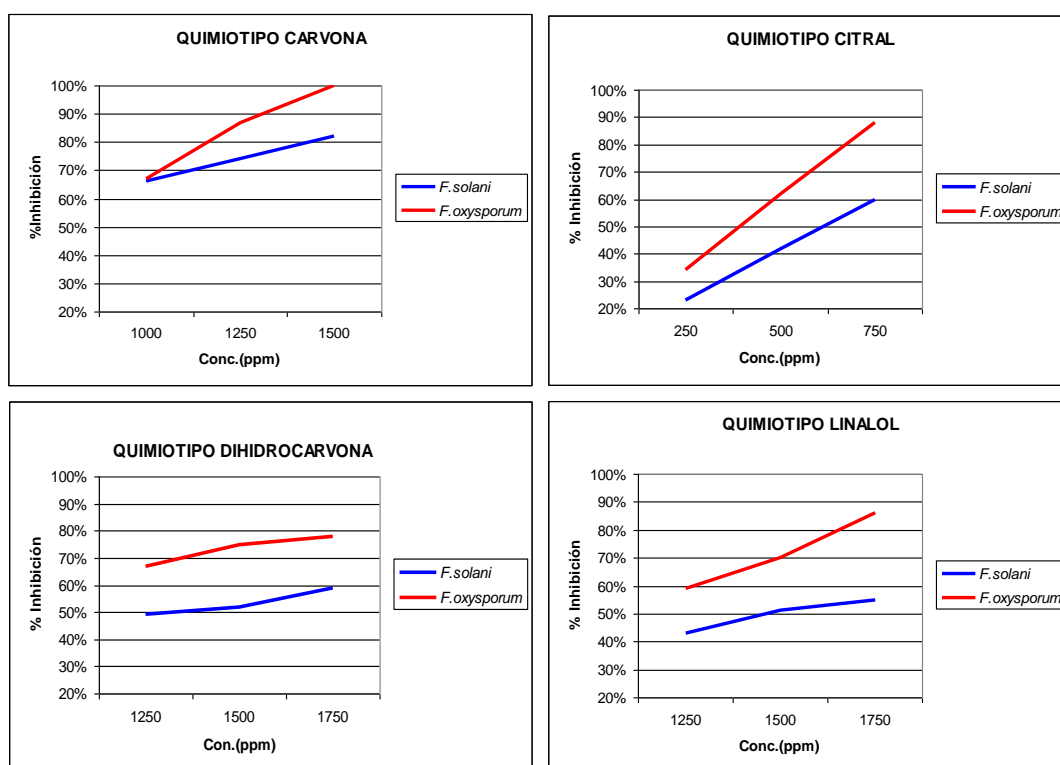 QUIMIOTIPO CARVONA
100%
90%
80%
70%
60%
50%
40%
30%
20%
%Inhibición
1000 1250 1500
Conc.(ppm)
F.solani
F.oxysporum
QUIMIOTIPO CITRAL
100%
90%
80%
70%
60%
50%
40%
30%
20%
% Inhibición
250 500 750
Conc.(ppm)
F.solani
F.oxysporum
QUIMIOTIPO DIHIDROCARVONA
100%
90%
80%
70%
60%
50%
40%
30%
20%
% Inhibición
1250 1500 1750
Con.(ppm)
F.solani
F.oxysporum
QUIMIOTIPO LINALOL
100%
90%
80%
70%
60%
50%
40%
30%
20%
% Inhibición
1250 1500 1750
Conc.(ppm)
F.solani
F.oxysporum